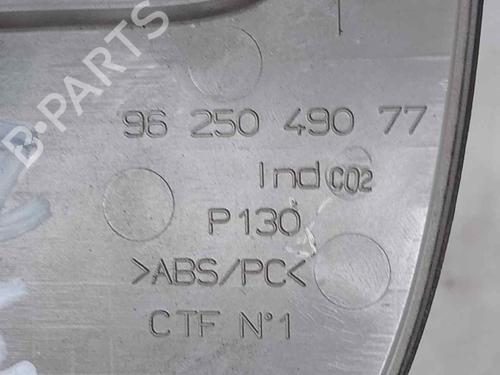 B-PARTS
96 250 490 77
Ind C02
P130
>ABS/PC<
CTF N°1